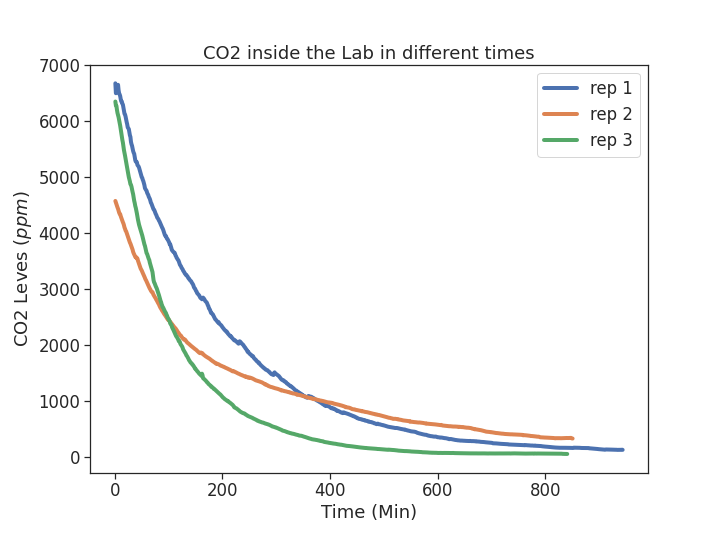 CO2 inside the Lab in different times
7000
6000
5000
4000
3000
2000
1000
0
CO2 Leves (ppm)
rep 1
rep 2
rep 3
0 200 400 600 800
Time (Min)